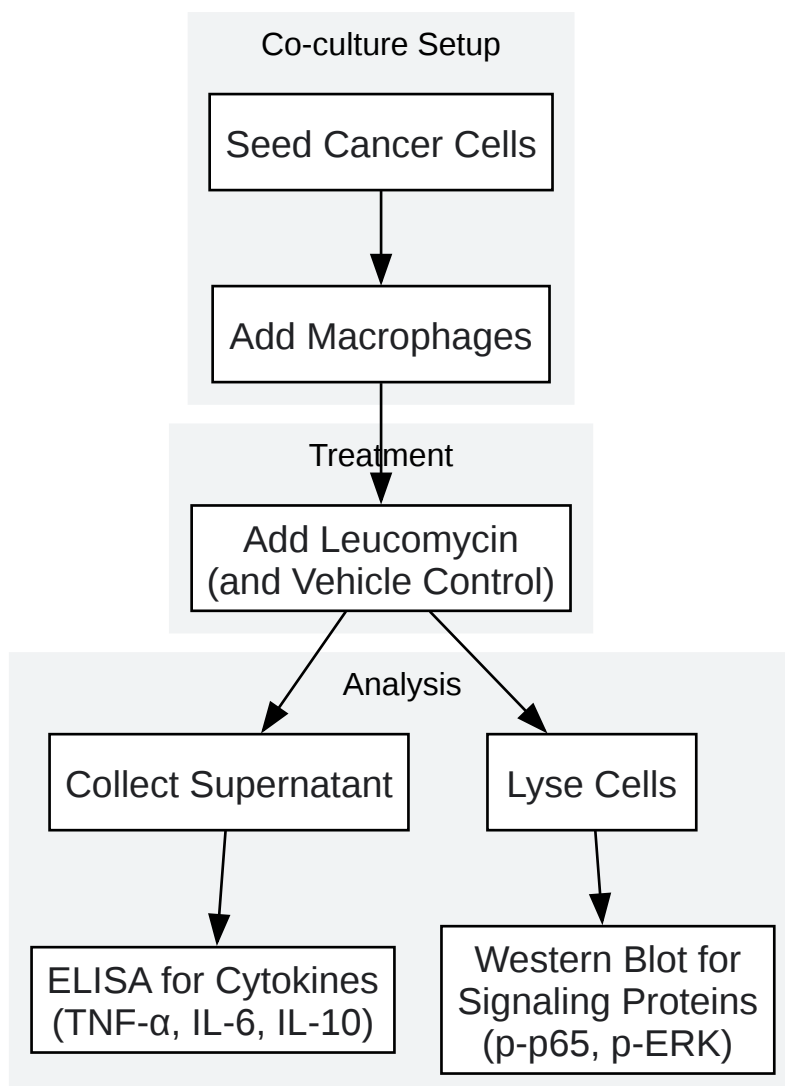 Co-culture Setup
Seed Cancer Cells
Add Macrophages
Treatment
Add Leucomycin
(and Vehicle Control)
Analysis
Collect Supernatant
Lyse Cells
ELISA for Cytokines
(TNF-α, IL-6, IL-10)
Western Blot for
Signaling Proteins
(p-p65, p-ERK)